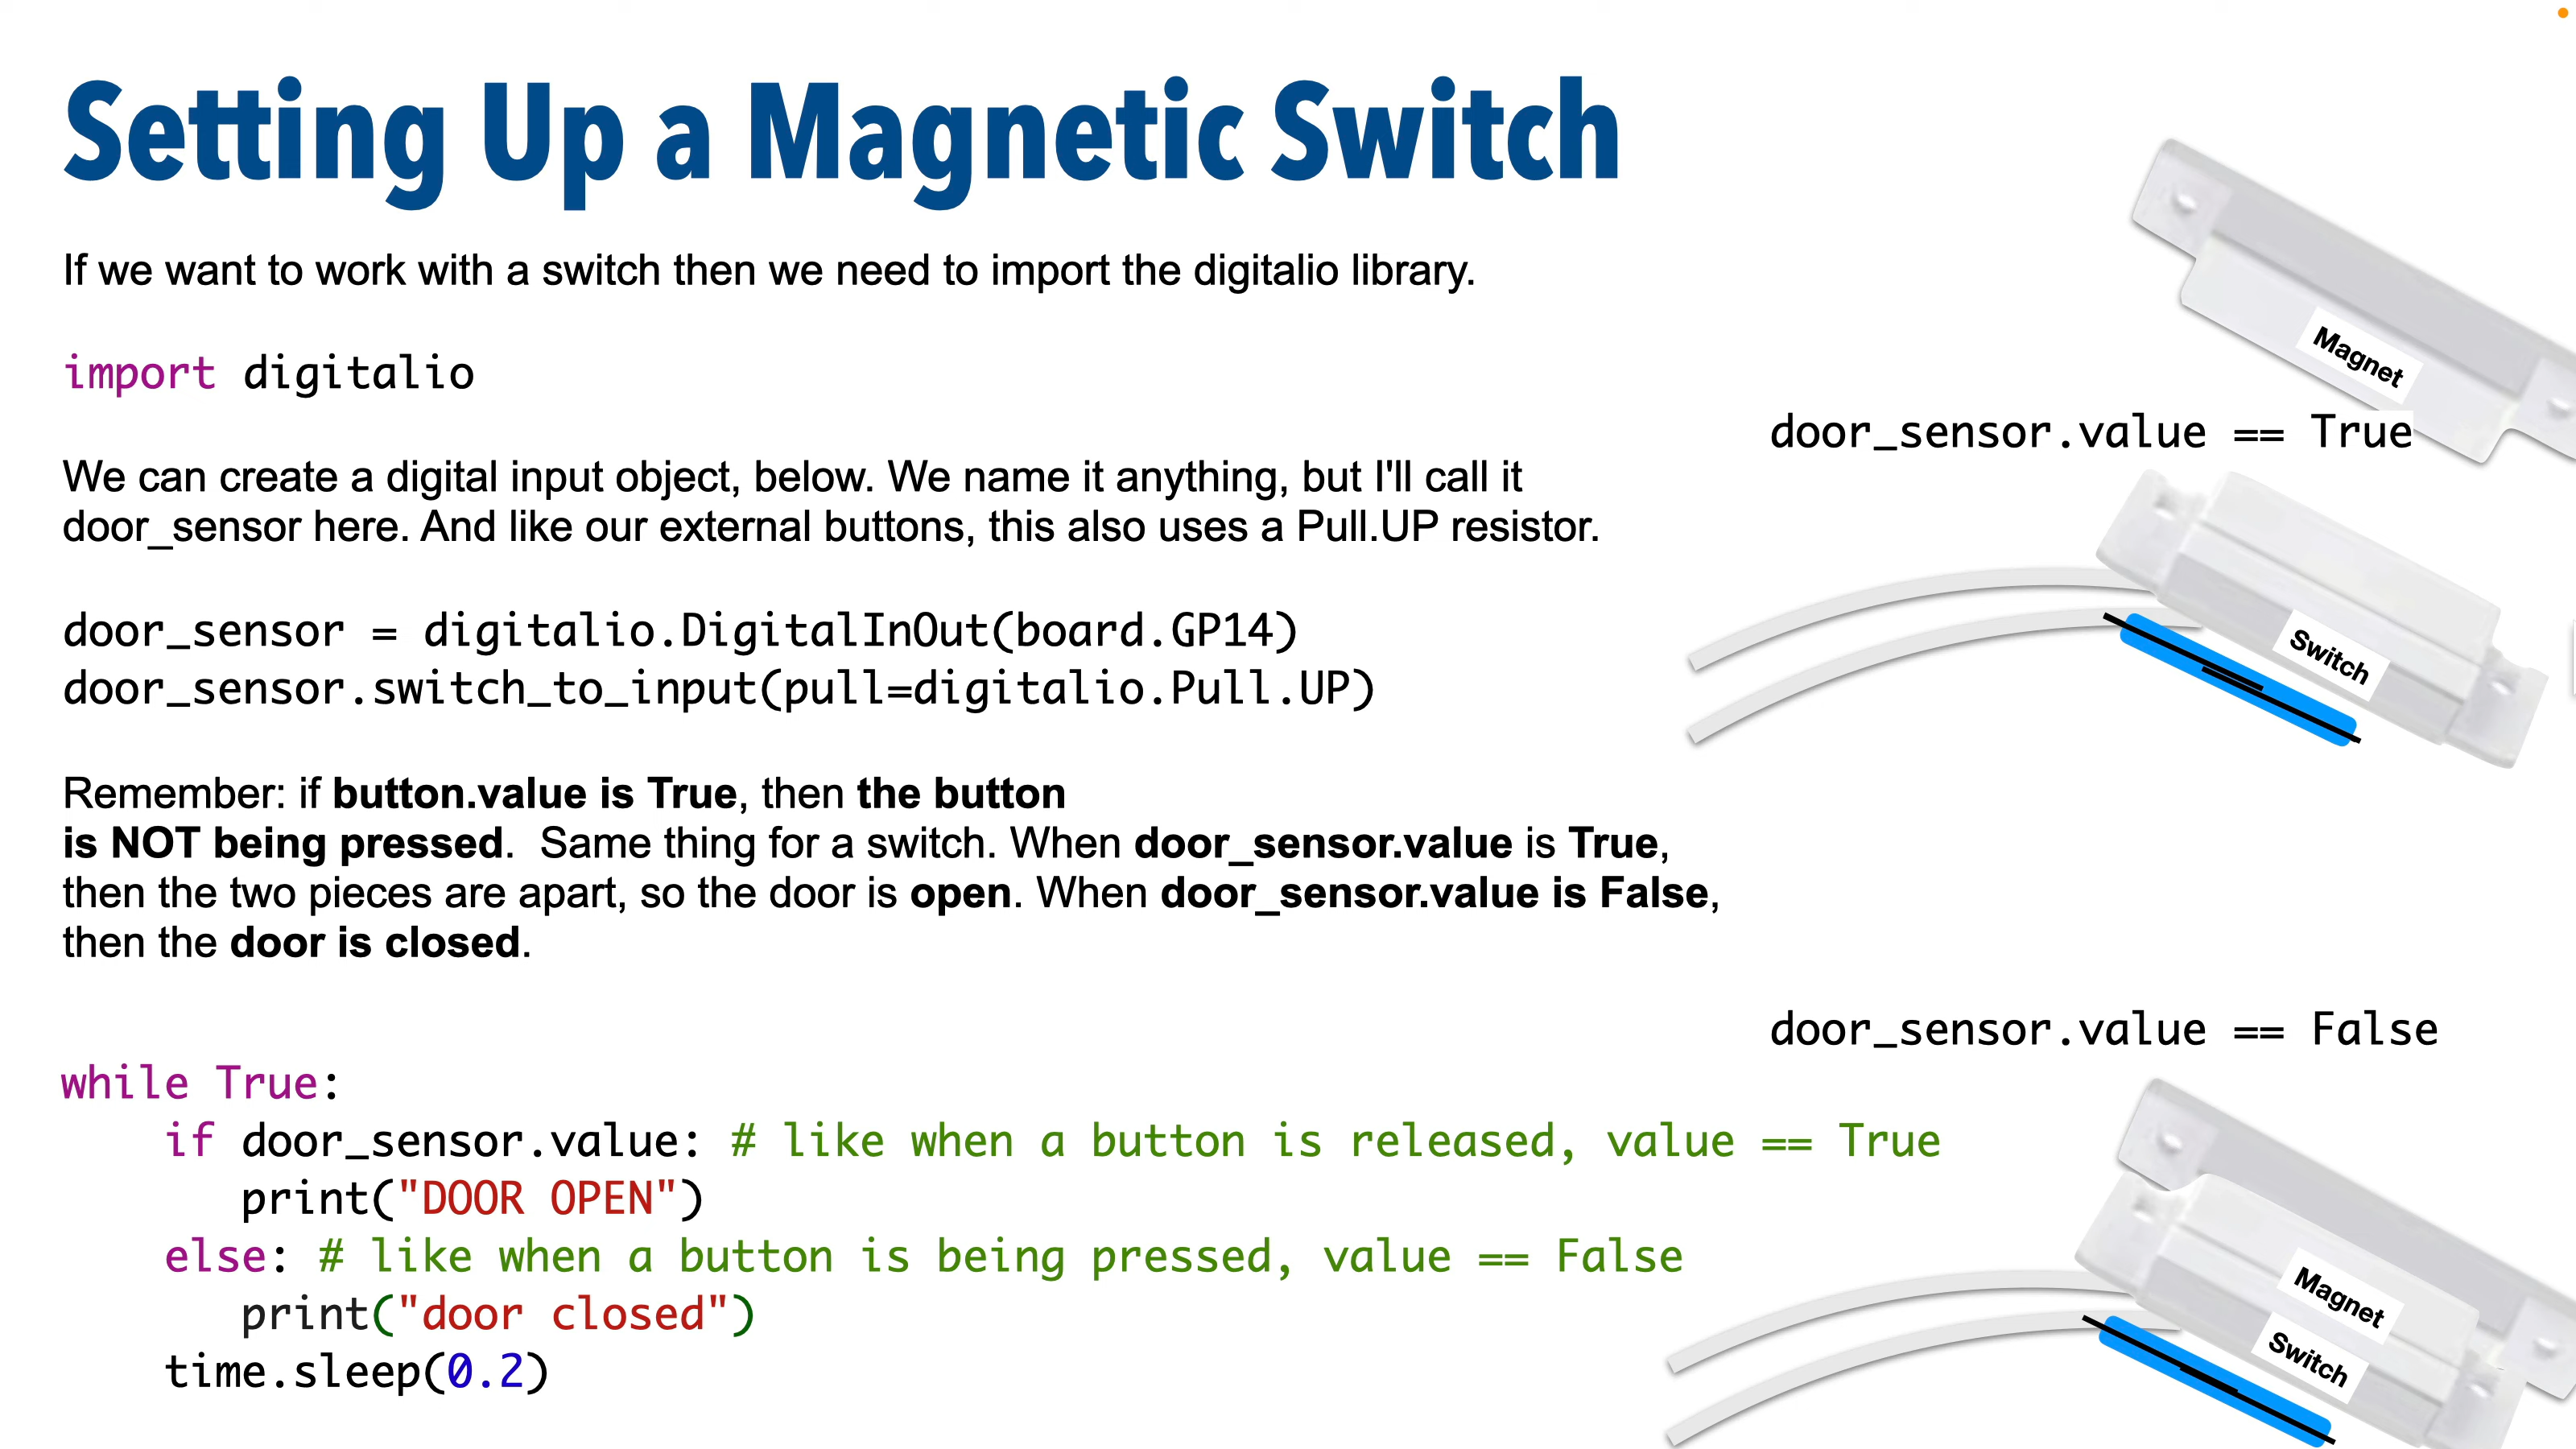 Setting Up a Magnetic Switch
If we want to work with a switch then we need to import the digitalio library.
import digitalio
We can create a digital input object, below. We name it anything, but I'll call it
door_sensor here. And like our external buttons, this also uses a Pull.UP resistor.
door_sensor = digitalio.DigitalInOut(board.GP14)
door_sensor.switch_to_input(pull=digitalio.Pull.UP)
Remember: if button.value is True, then the button
is NOT being pressed.  Same thing for a switch. When door_sensor.value is True,
then the two pieces are apart, so the door is open. When door_sensor.value is False,
then the door is closed.
while True:
    if door_sensor.value: # like when a button is released, value == True
       print("DOOR OPEN")
    else: # like when a button is being pressed, value == False
       print("door closed")
    time.sleep(0.2)
Magnet
door_sensor.value == True
Switch
door_sensor.value == False
Magnet
Switch